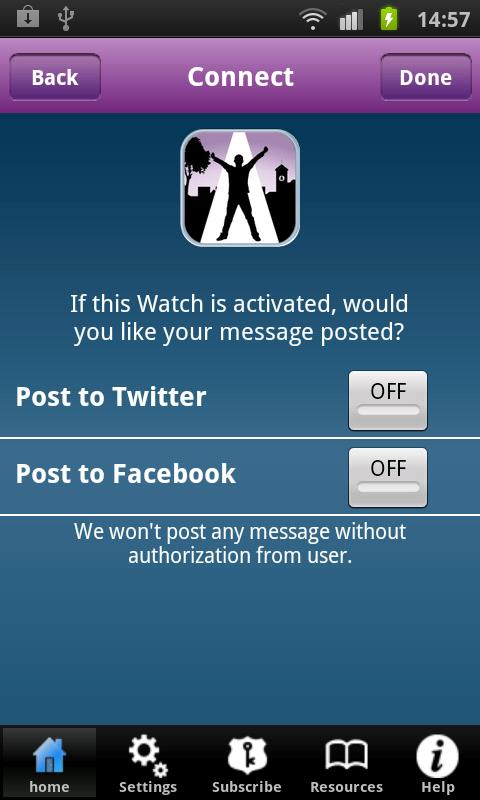 14:57
Back
Connect
Done
If this Watch is activated, would
you like your message posted?
Post to Twitter
OFF
Post to Facebook
OFF
We won't post any message without
authorization from user.
home
Settings
Subscribe
Resources
Help